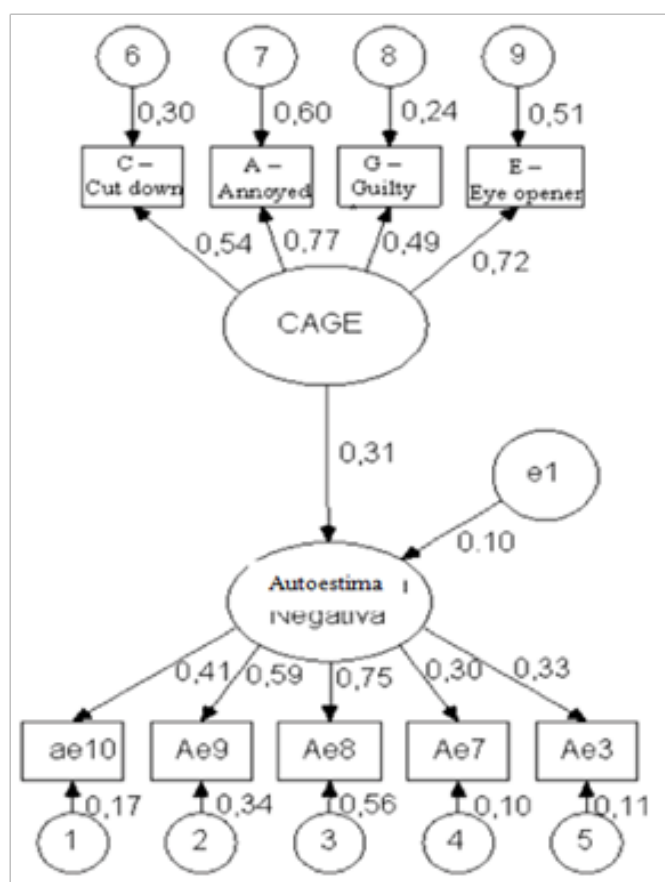 6 7 8 9
0,30 0,60 0,24 0,51
C – A – G – E –
Cut down Annoyed Guilty Eye opener
0,54 0,77 0,49 0,72
CAGE
0,31
e1
0.10
Autoestima
Negativa
0,41 0,59 0,75 0,30 0,33
ae10 Ae9 Ae8 Ae7 Ae3
0,17 0,34 0,56 0,10 0,11
1 2 3 4 5